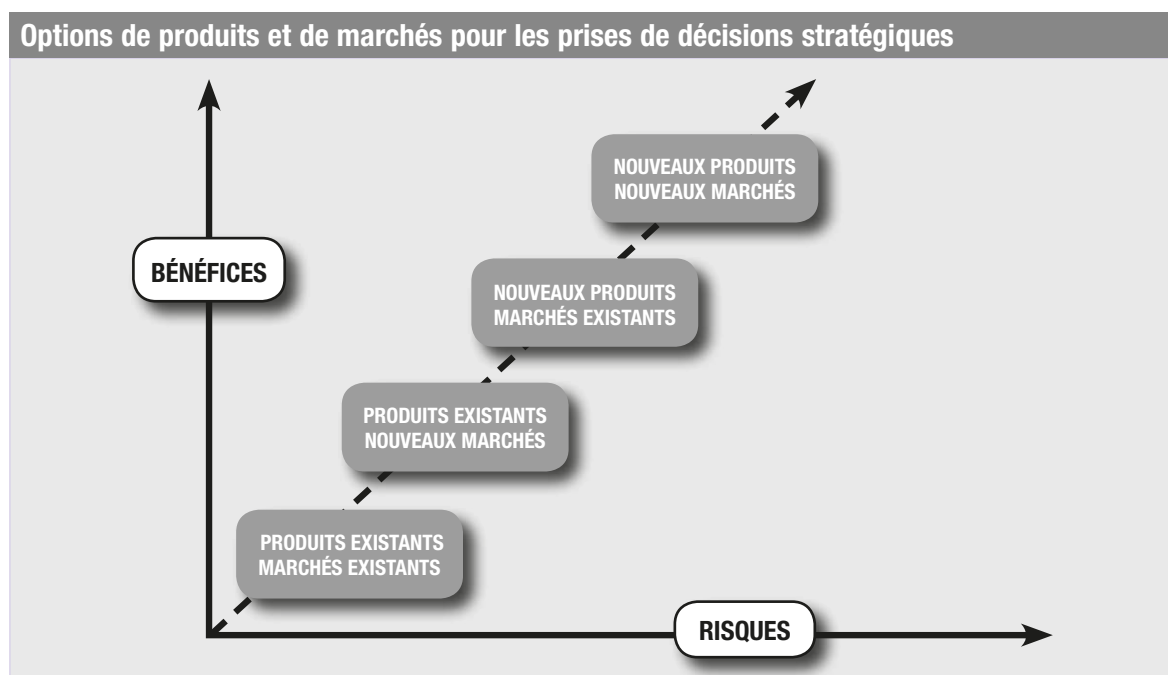 Options de produits et de marchés pour les prises de décisions stratégiques
NOUVEAUX PRODUITS
NOUVEAUX MARCHÉS
BÉNÉFICES
NOUVEAUX PRODUITS
MARCHÉS EXISTANTS
PRODUITS EXISTANTS
NOUVEAUX MARCHÉS
PRODUITS EXISTANTS
MARCHÉS EXISTANTS
RISQUES